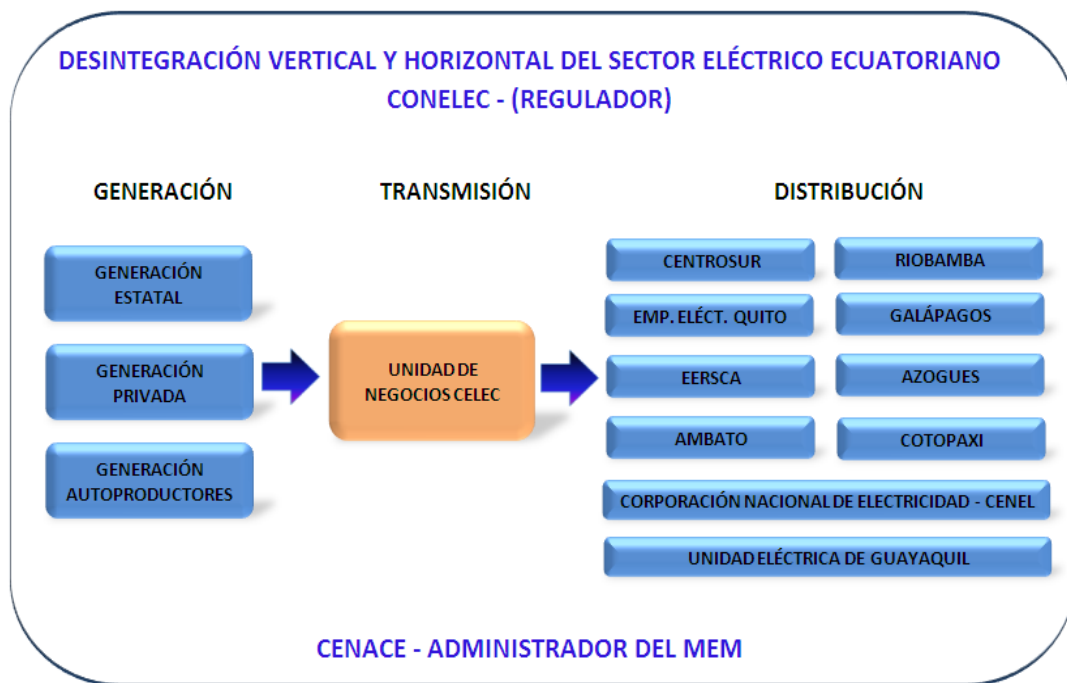 DESINTEGRACIÓN VERTICAL Y HORIZONTAL DEL SECTOR ELÉCTRICO ECUATORIANO
CONELEC - (REGULADOR)
GENERACIÓN
TRANSMISIÓN
DISTRIBUCIÓN
GENERACIÓN
ESTATAL
GENERACIÓN
PRIVADA
GENERACIÓN
AUTOPRODUCTORES
UNIDAD DE
NEGOCIOS CELEC
CENTROSUR
RIOBAMBA
EMP. ELÉCT. QUITO
GALÁPAGOS
EERSCA
AZOGUES
AMBATO
COTOPAXI
CORPORACIÓN NACIONAL DE ELECTRICIDAD - CENEL
UNIDAD ELÉCTRICA DE GUAYAQUIL
CENACE - ADMINISTRADOR DEL MEM